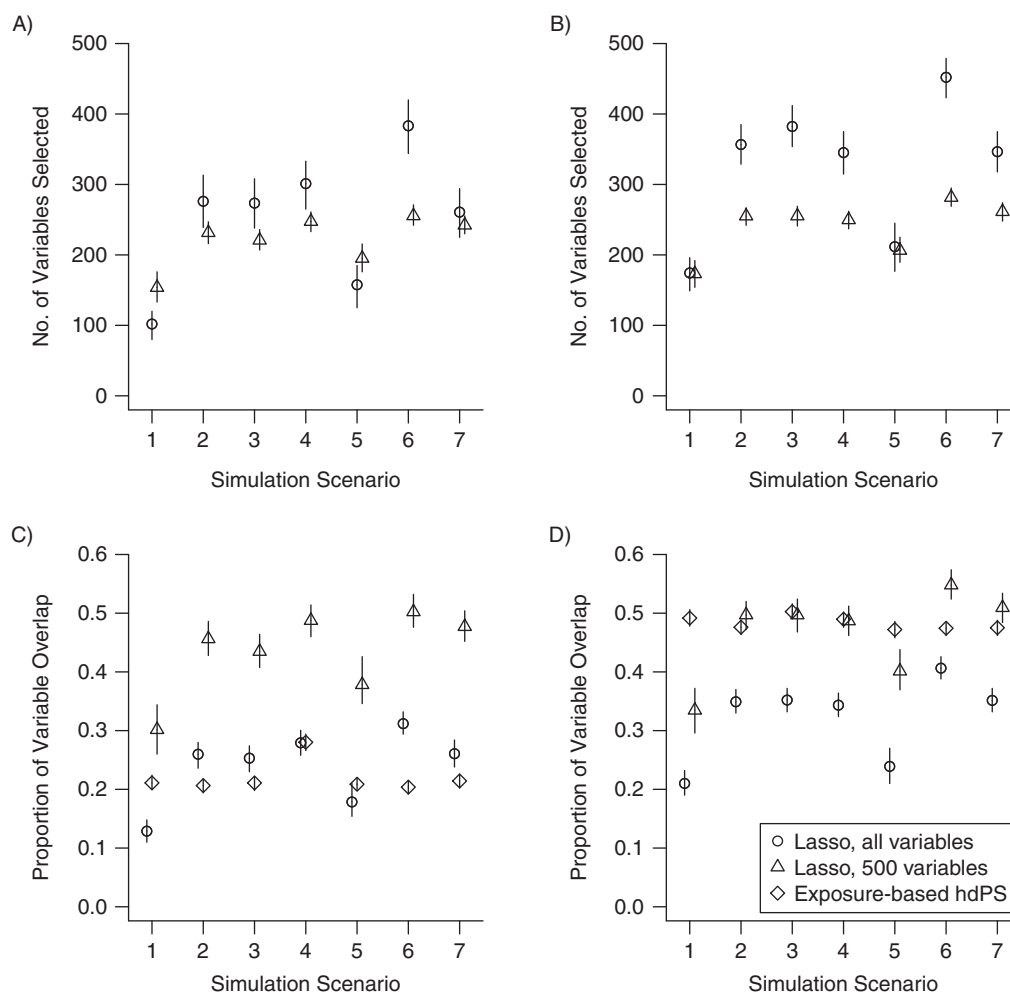 A)
500
400
300
200
100
0
No. of Variables Selected
1 2 3 4 5 6 7
Simulation Scenario
B)
500
400
300
200
100
0
No. of Variables Selected
1 2 3 4 5 6 7
Simulation Scenario
C)
0.6
0.5
0.4
0.3
0.2
0.1
0.0
Proportion of Variable Overlap
1 2 3 4 5 6 7
Simulation Scenario
D)
0.6
0.5
0.4
0.3
0.2
0.1
0.0
Proportion of Variable Overlap
Lasso, all variables
Lasso, 500 variables
Exposure-based hdPS
1 2 3 4 5 6 7
Simulation Scenario